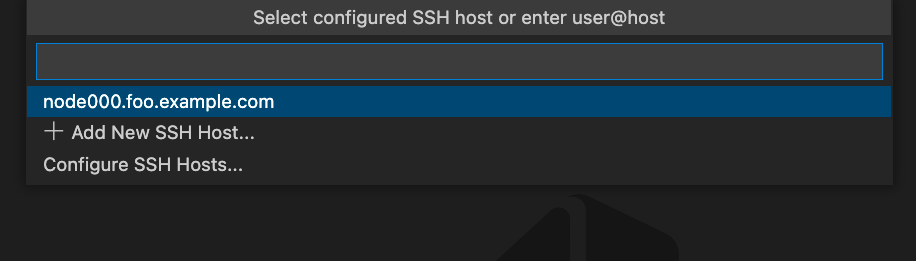 Select configured SSH host or enter user@host
node000.foo.example.com
+ Add New SSH Host...
Configure SSH Hosts...